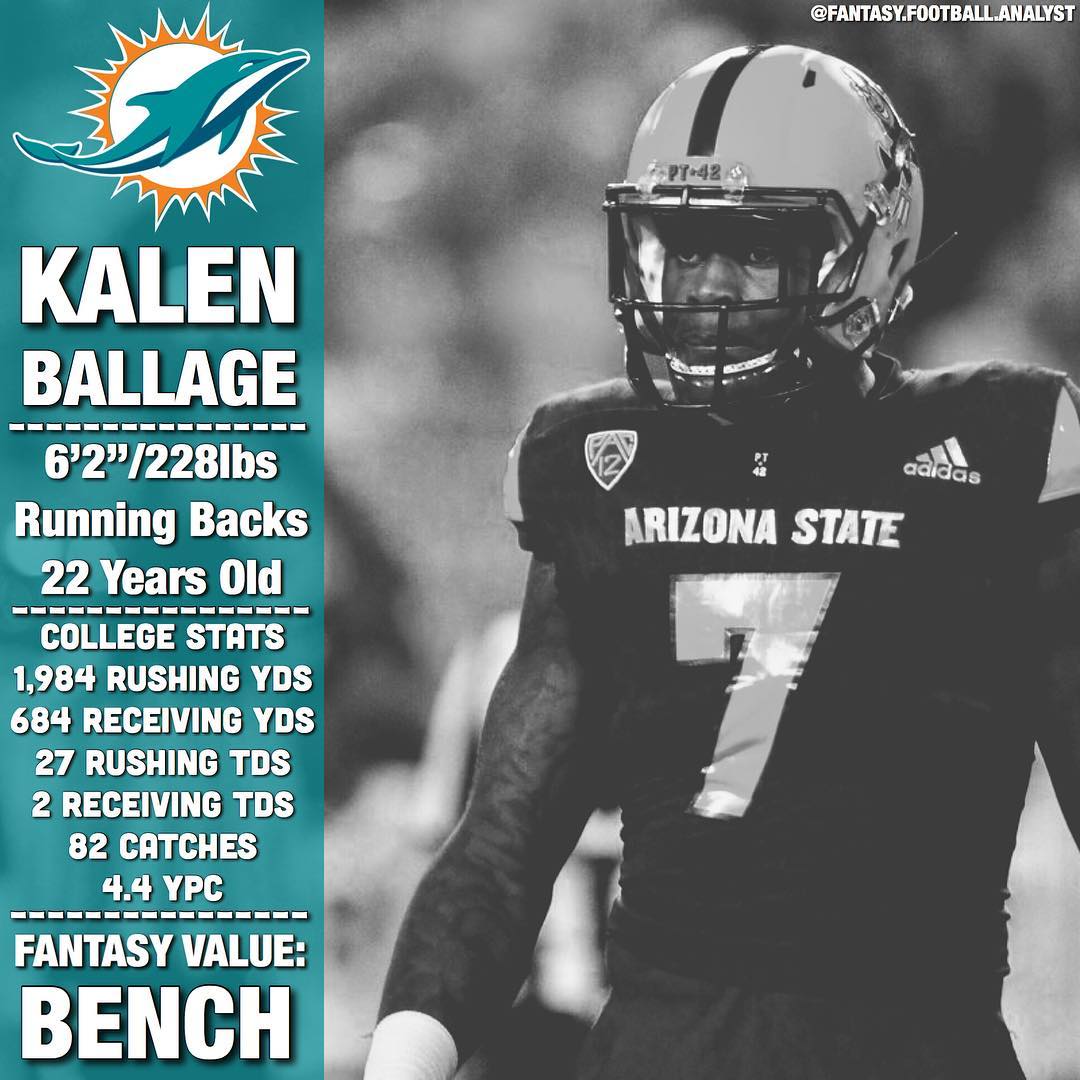 @FANTASY.FOOTBALL.ANALYST
KALEN
BALLAGE
6'2"/228lbs
Running Backs
22 Years Old
COLLEGE STATS
1,984 RUSHING YDS
684 RECEIVING YDS
27 RUSHING TDS
2 RECEIVING TDS
82 CATCHES
4.4 YPC
FANTASY VALUE:
BENCH
PT★42
PAC
12
PT
42
adidas
ARIZONA STATE
7